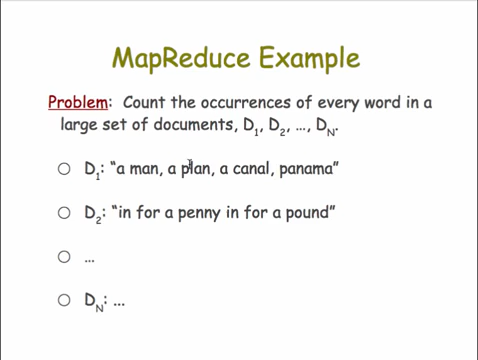 MapReduce Example
Problem: Count the occurrences of every word in a
large set of documents, D1, D2, ..., DN.
D1: "a man, a plan, a canal, panama"
D2: "in for a penny in for a pound"
...
DN: ...